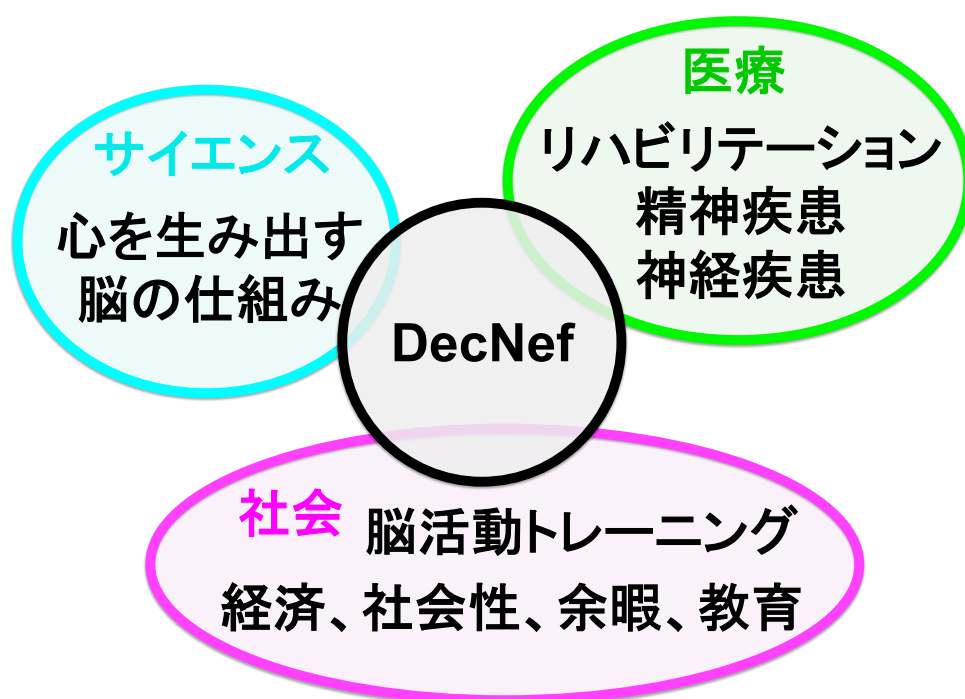 サイエンス
心を生み出す
脳の仕組み
医療
リハビリテーション
精神疾患
神経疾患
DecNef
社会 脳活動トレーニング
経済、社会性、余暇、教育